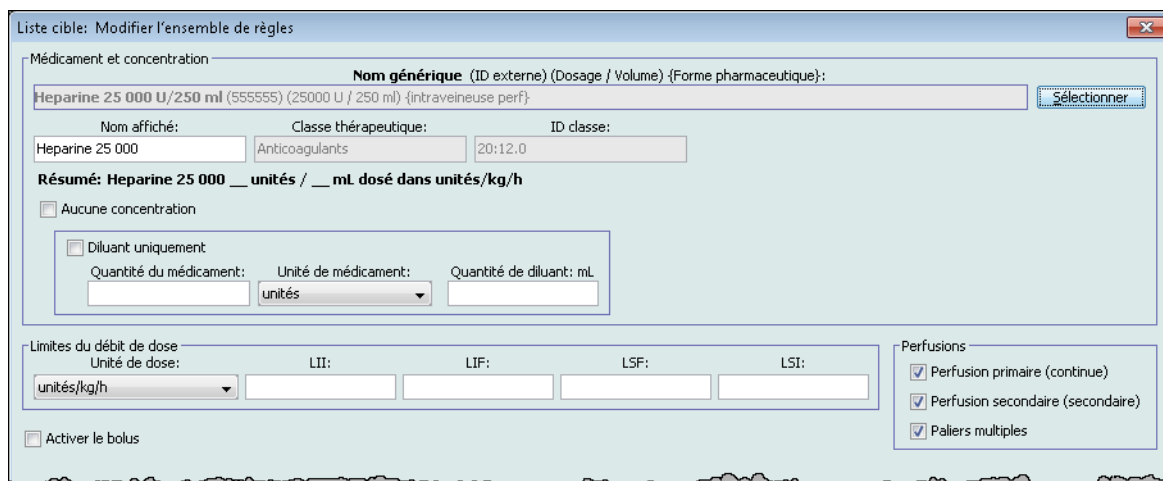 Liste cible: Modifier l'ensemble de règles
Médicament et concentration
Nom générique (ID externe) (Dosage / Volume) {Forme pharmaceutique}:
Heparine 25 000 U/250 ml (555555) (25000 U / 250 ml) {intraveineuse perf}
Sélectionner
Nom affiché: Classe thérapeutique: ID classe:
Heparine 25 000 Anticoagulants 20:12.0
Résumé: Heparine 25 000 __ unités / __ mL dosé dans unités/kg/h
Aucune concentration
Diluant uniquement
Quantité du médicament: Unité de médicament: Quantité de diluant: mL
unités
Limites du débit de dose
Unité de dose: LII: LIF: LSF: LSI:
unités/kg/h
Perfusions
Perfusion primaire (continue)
Perfusion secondaire (secondaire)
Paliers multiples
Activer le bolus